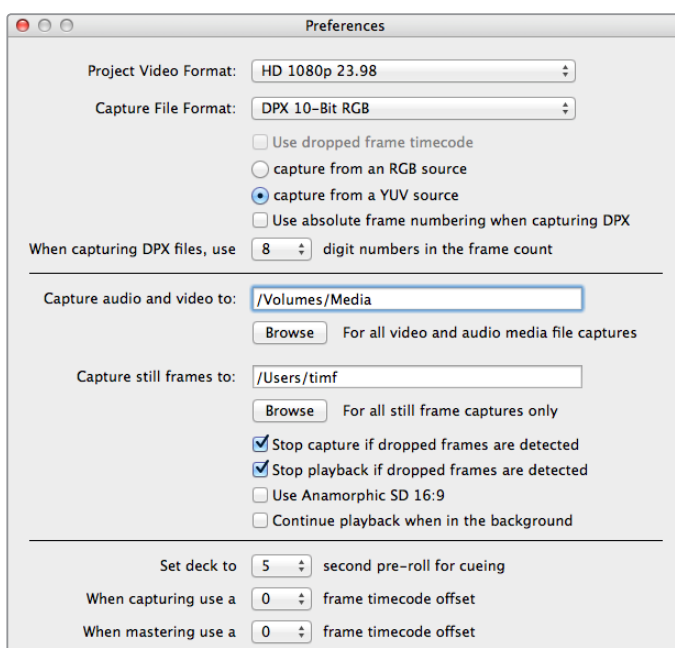 Preferences
Project Video Format: HD 1080p 23.98
Capture File Format: DPX 10-Bit RGB
Use dropped frame timecode
capture from an RGB source
capture from a YUV source
Use absolute frame numbering when capturing DPX
When capturing DPX files, use 8 digit numbers in the frame count
Capture audio and video to: /Volumes/Media
Browse For all video and audio media file captures
Capture still frames to: /Users/timf
Browse For all still frame captures only
Stop capture if dropped frames are detected
Stop playback if dropped frames are detected
Use Anamorphic SD 16:9
Continue playback when in the background
Set deck to 5 second pre-roll for cueing
When capturing use a 0 frame timecode offset
When mastering use a 0 frame timecode offset